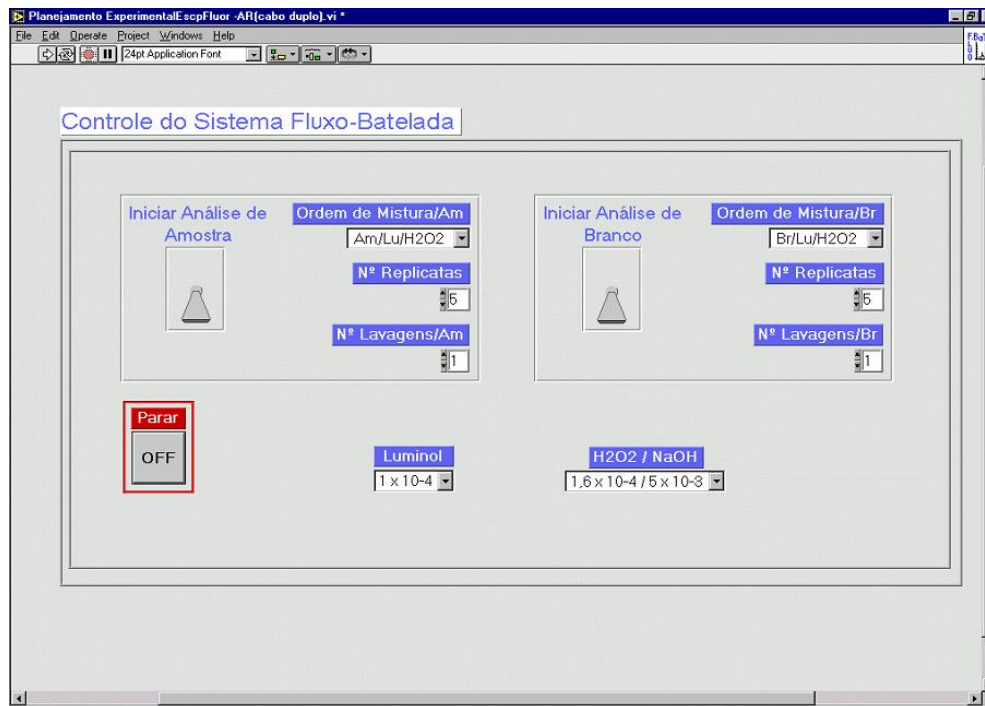 Planejamento ExperimentalEscpFluor -AR(cabo duplo).vi *
File Edit Operate Project Windows Help
24pt Application Font
Controle do Sistema Fluxo-Batelada
Iniciar Análise de
Amostra
Ordem de Mistura/Am
Am/Lu/H2O2
Nº Replicatas
5
Nº Lavagens/Am
1
Iniciar Análise de
Branco
Ordem de Mistura/Br
Br/Lu/H2O2
Nº Replicatas
5
Nº Lavagens/Br
1
Parar
OFF
Luminol
1 x 10-4
H2O2 / NaOH
1,6 x 10-4 / 5 x 10-3